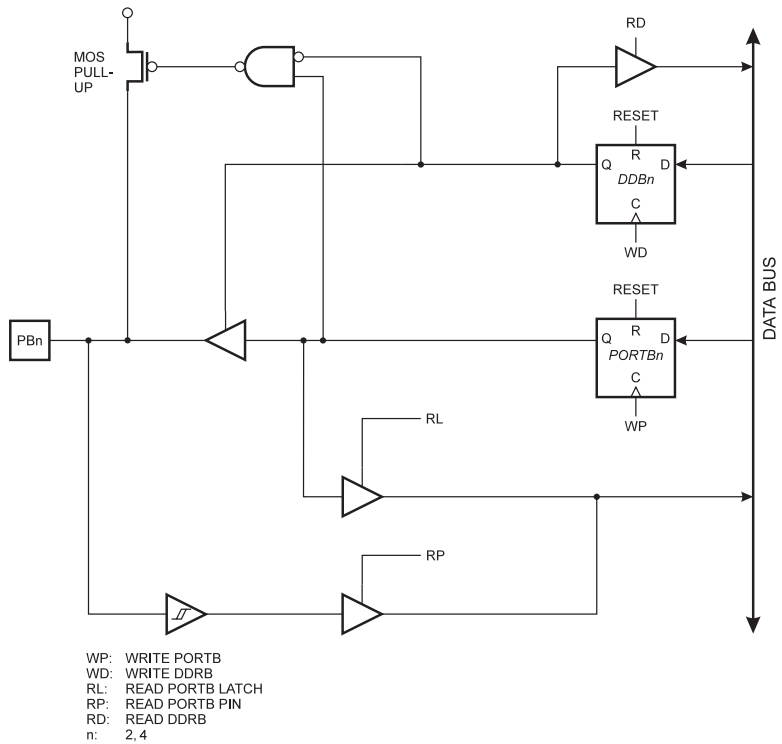 RD
MOS
PULL-
UP
RESET
R
Q
D
DDBn
C
WD
RESET
DATA BUS
PBn
R
Q
D
PORTBn
C
WP
RL
RP
WP: WRITE PORTB
WD: WRITE DDRB
RL: READ PORTB LATCH
RP: READ PORTB PIN
RD: READ DDRB
n: 2, 4